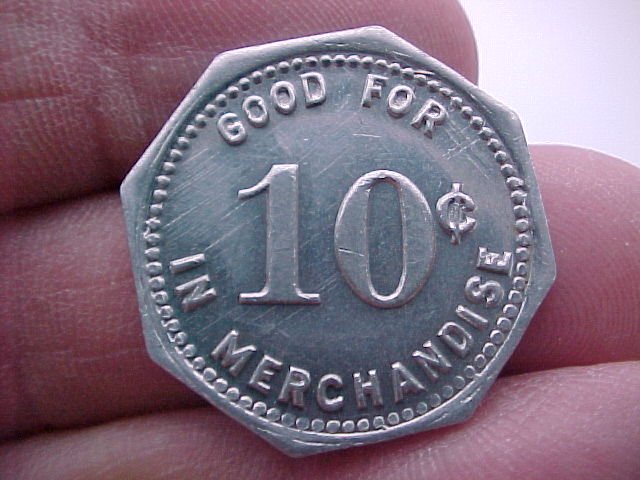 GOOD FOR
10¢
IN MERCHANDISE